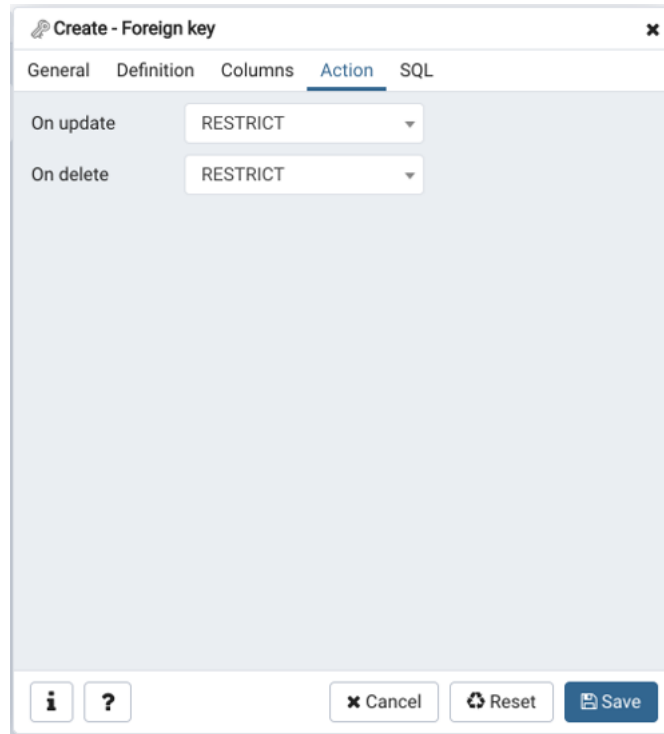 Create - Foreign key
General Definition Columns Action SQL
On update RESTRICT
On delete RESTRICT
i ? Cancel Reset Save